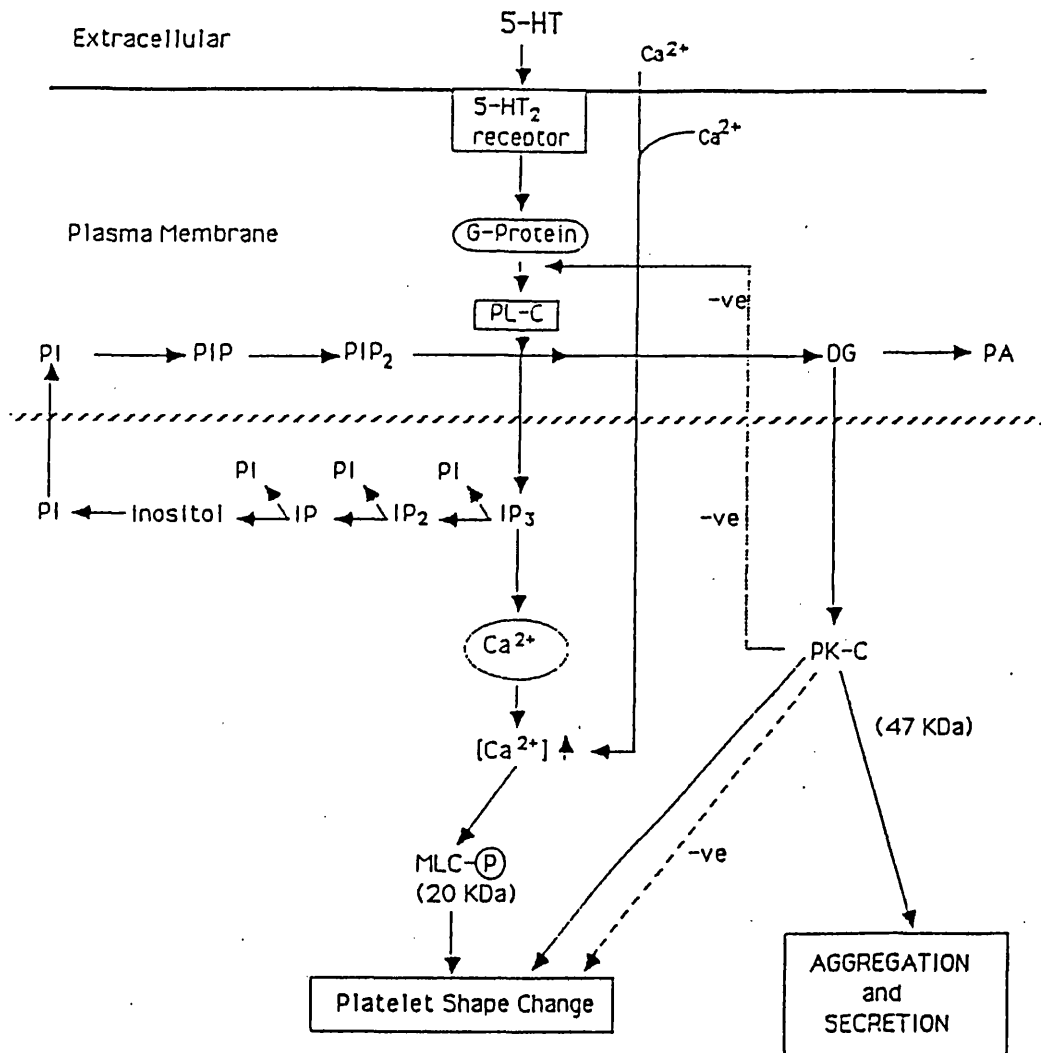 5-HT
Extracellular
Ca²⁺
5-HT₂
receptor
Ca²⁺
Plasma Membrane
G-Protein
-ve
PL-C
PI
PIP
PIP₂
DG
PA
PI
PI
PI
PI
Inositol
IP
IP₂
IP₃
-ve
Ca²⁺
PK-C
(47 KDa)
[Ca²⁺]
MLC-P
(20 KDa)
-ve
Platelet Shape Change
AGGREGATION
and
SECRETION